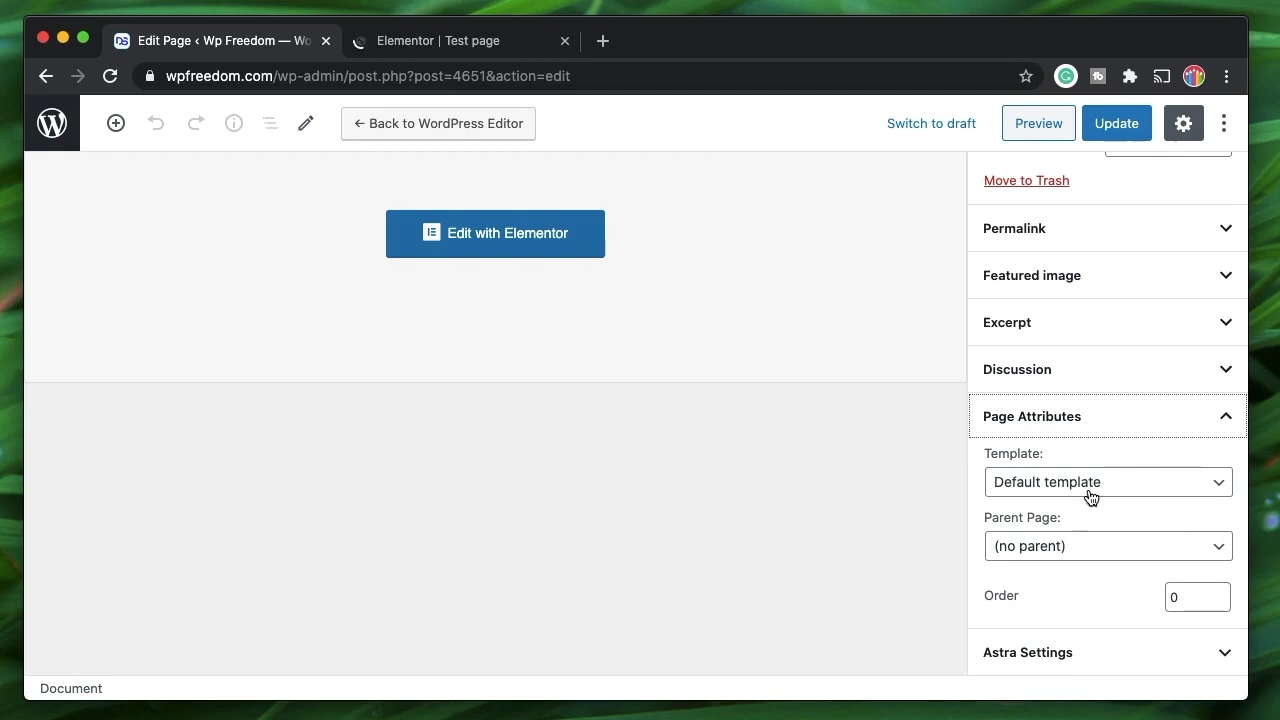 Edit Page ‹ Wp Freedom — Wo
Elementor | Test page
wpfreedom.com/wp-admin/post.php?post=4651&action=edit
← Back to WordPress Editor
Switch to draft
Preview
Update
Move to Trash
Permalink
Edit with Elementor
Featured image
Excerpt
Discussion
Page Attributes
Template:
Default template
Parent Page:
(no parent)
Order
0
Astra Settings
Document